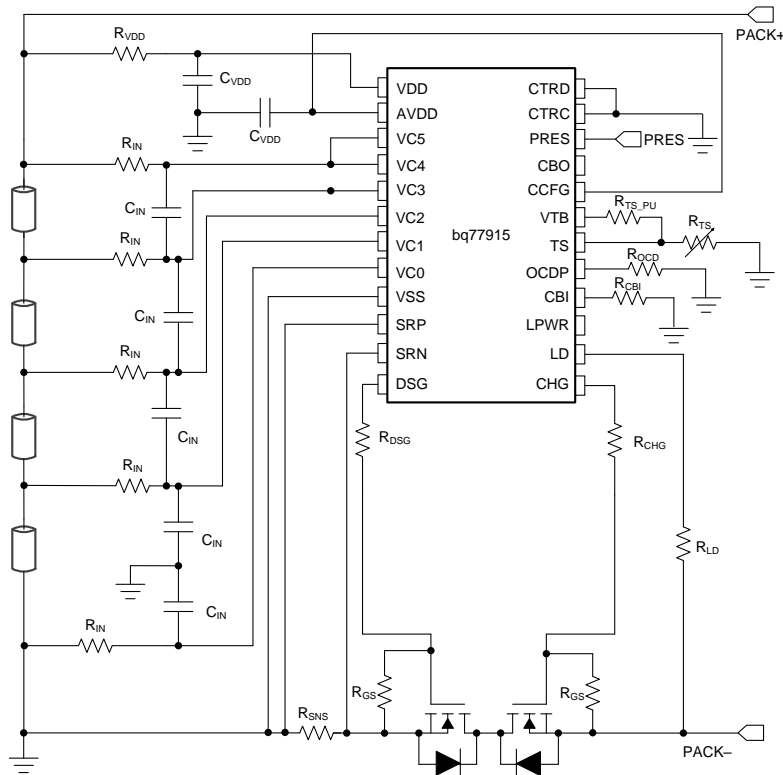 PACK+
RVDD
CVDD
CVDD
VDD
AVDD
VC5
VC4
VC3
VC2
VC1
VC0
VSS
SRP
SRN
DSG
bq77915
CTRD
CTRC
PRES
CBO
CCFG
VTB
TS
OCDP
CBI
LPWR
LD
CHG
PRES
RTS_PU
RTS
ROCD
RCBI
RIN
CIN
RIN
CIN
RIN
CIN
RIN
CIN
CIN
RIN
RDSG
RCHG
RLD
RGS
RGS
RSNS
PACK–